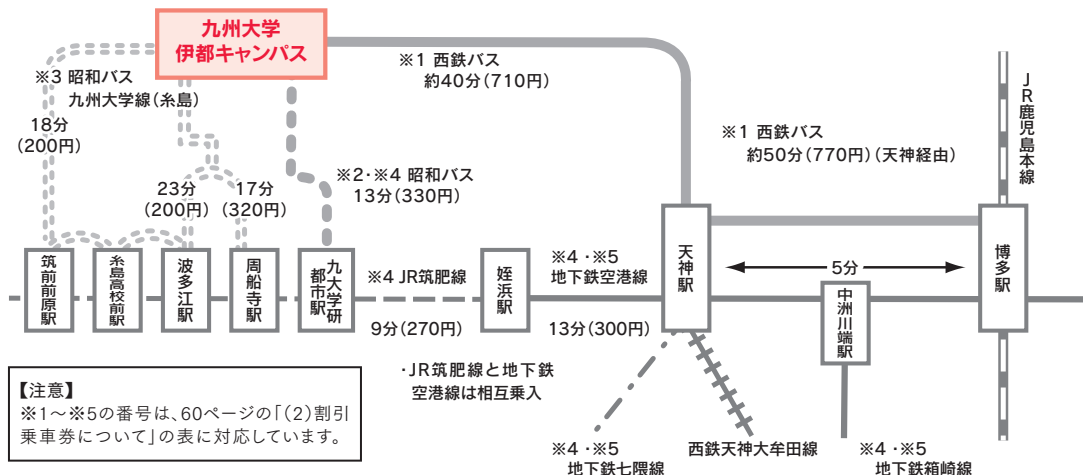 九州大学
伊都キャンパス
※1 西鉄バス
約40分(710円)
※3 昭和バス
九州大学線(糸島)
18分
(200円)
23分
(200円)
17分
(320円)
※2・※4 昭和バス
13分(330円)
※1 西鉄バス
約50分(770円)(天神経由)
JR鹿児島本線
筑前前原駅
糸島高校前駅
波多江駅
周船寺駅
九大学研
都市駅
※4 JR筑肥線
9分(270円)
姪浜駅
※4 ・※5
地下鉄空港線
13分(300円)
天神駅
5分
中洲川端駅
博多駅
・JR筑肥線と地下鉄
空港線は相互乗入
【注意】
※1〜※5の番号は、60ページの「(2)割引
乗車券について」の表に対応しています。
※4 ・※5
地下鉄七隈線
西鉄天神大牟田線
※4 ・※5
地下鉄箱崎線